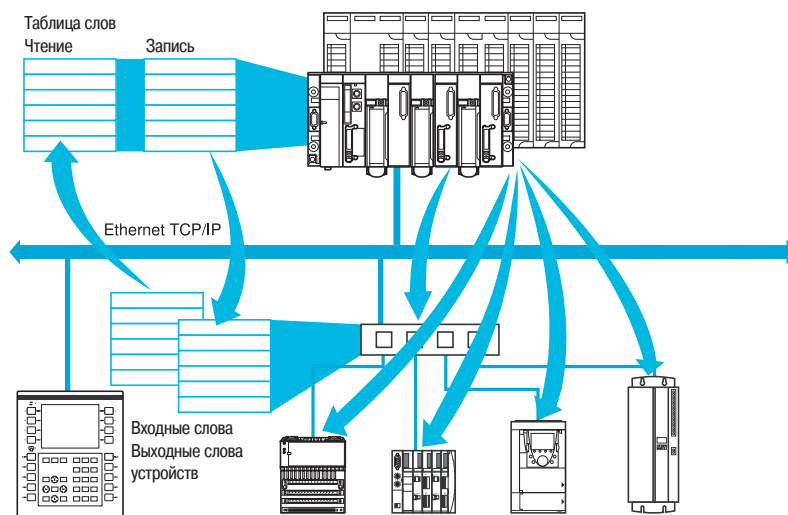 Таблица слов
Чтение Запись
Ethernet TCP/IP
Входные слова
Выходные слова
устройств